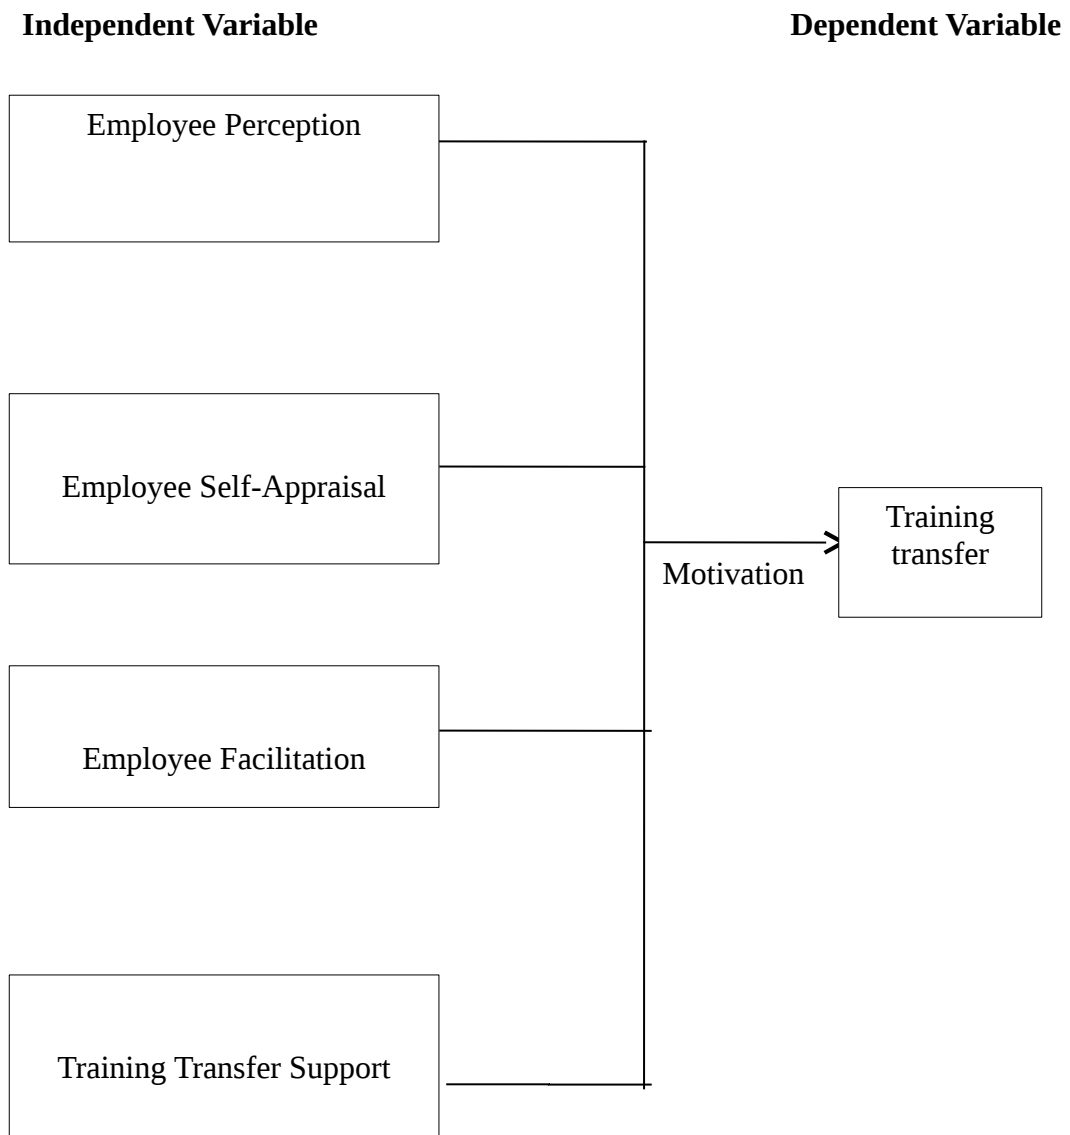 Independent Variable
Dependent Variable
Employee Perception
Employee Self-Appraisal
Training
transfer
Motivation
Employee Facilitation
Training Transfer Support